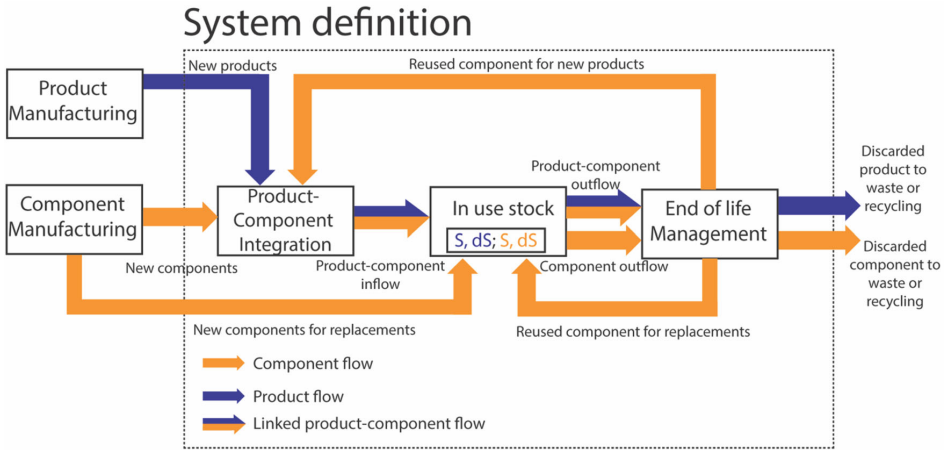 System definition
New products
Reused component for new products
Product
Manufacturing
Component
Manufacturing
Product-
Component
Integration
Product-component
outflow
In use stock
S, dS; S, dS
End of life
Management
Discarded
product to
waste or
recycling
New components
Product-component
inflow
Component outflow
Discarded
component to
waste or
recycling
New components for replacements
Reused component for replacements
Component flow
Product flow
Linked product-component flow